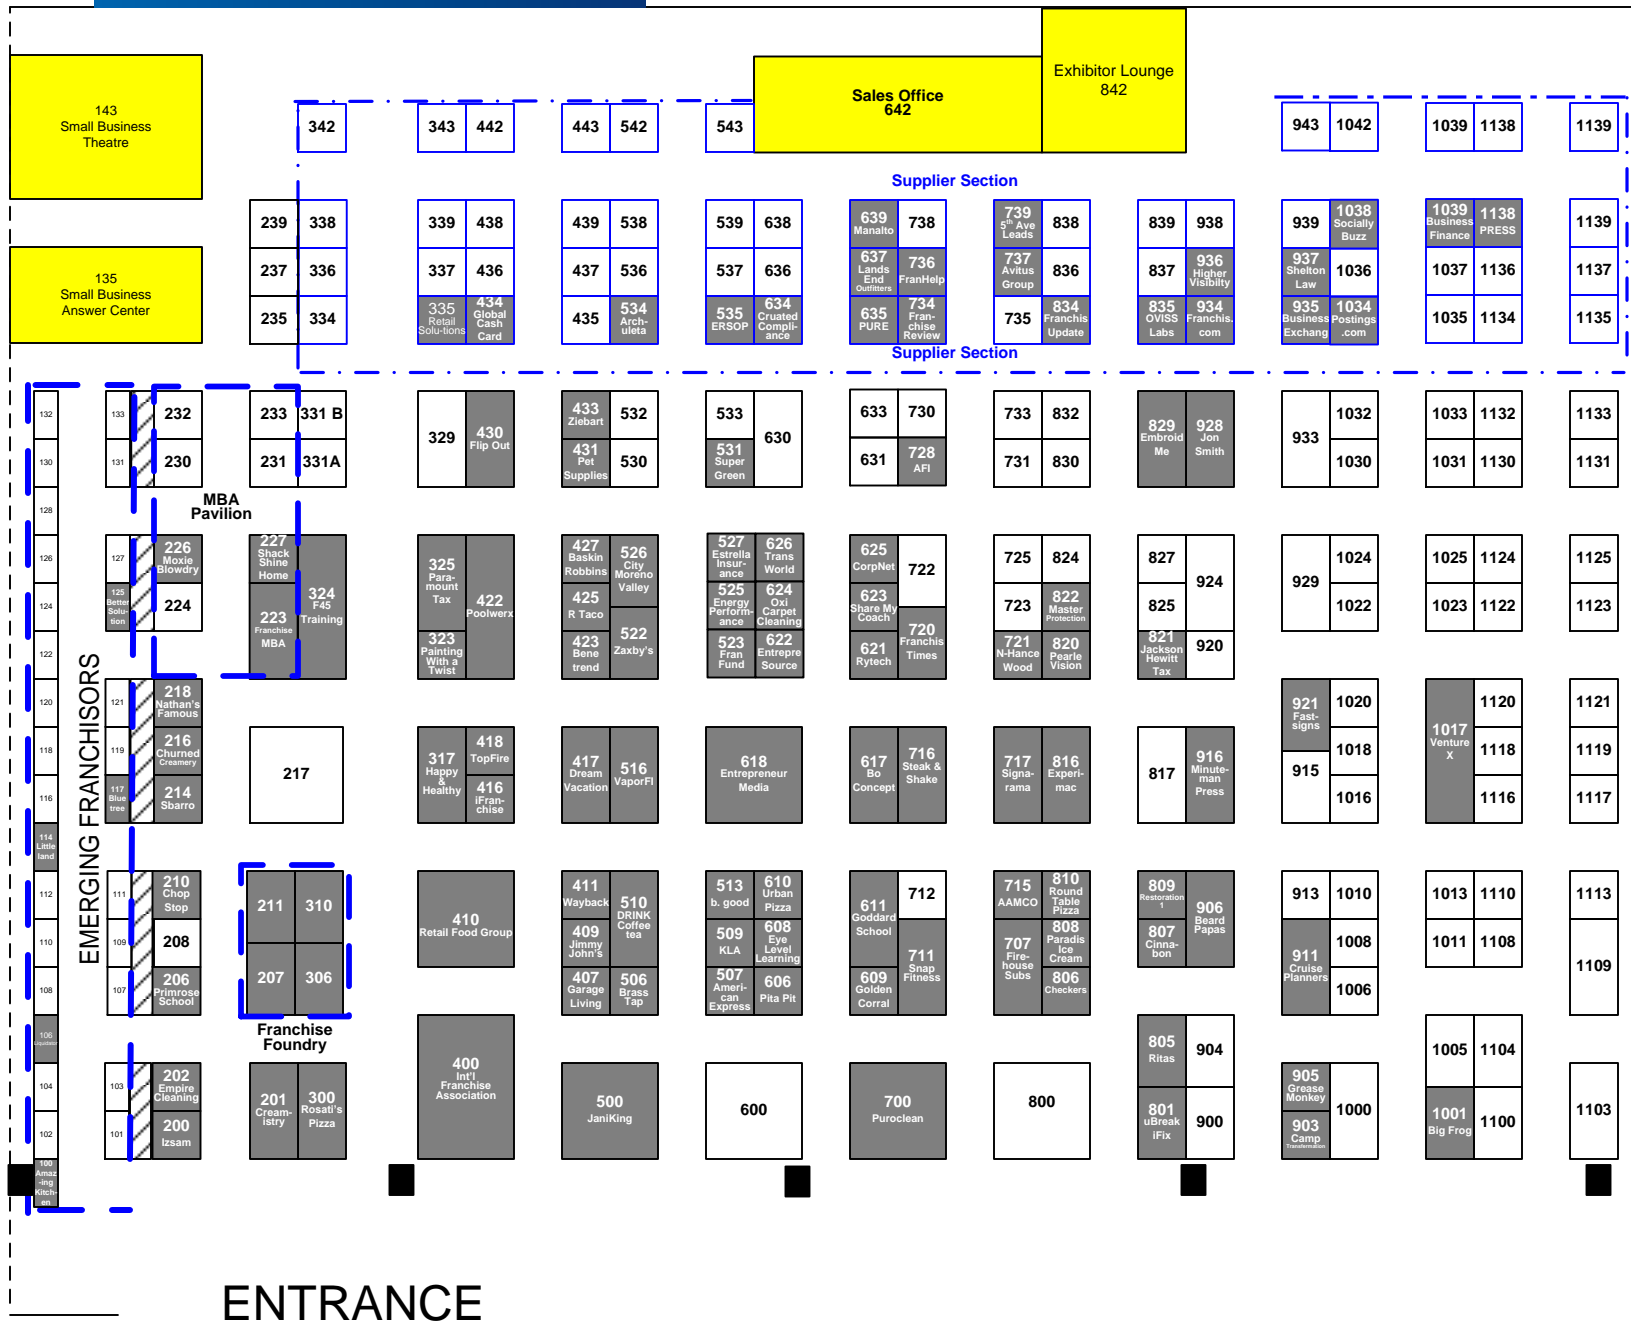 Exhibitor Lounge
842
Sales Office
642
143
Small Business
Theatre
342
343
442
443
542
543
943
1042
1039
1138
1139
Supplier Section
239
338
339
438
439
538
539
638
639
Manalto
738
739
5th Ave
Leads
838
839
938
939
1038
Socially
Buzz
1039
Business
Finance
1138
PRESS
1139
135
Small Business
Answer Center
237
336
337
436
437
536
537
636
637
Lands
End
Outfitters
736
FranHelp
737
Avitus
Group
836
837
936
Higher
Visibilty
937
Shelton
Law
1036
1037
1136
1137
235
334
335
Retail
Solu-tions
434
Global
Cash
Card
435
534
Arch-
uleta
535
ERSOP
634
Cruated
Compli-
ance
635
PURE
734
Fran-
chise
Review
735
834
Franchis
Update
835
OVISS
Labs
934
Franchis.
com
935
Business
Exchang
1034
Postings
.com
1035
1134
1135
Supplier Section
132
133
232
233
331 B
329
430
Flip Out
433
Ziebart
532
533
630
633
730
733
832
829
Embroid
Me
928
Jon
Smith
933
1032
1033
1132
1133
130
131
230
231
331A
431
Pet
Supplies
530
531
Super
Green
631
728
AFI
731
830
1030
1031
1130
1131
MBA
Pavilion
128
126
127
226
Moxie
Blowdry
227
Shack
Shine
Home
324
F45
Training
325
Para-
mount
Tax
422
Poolwerx
427
Baskin
Robbins
526
City
Moreno
Valley
527
Estrella
Insur-
ance
626
Trans
World
625
CorpNet
722
725
824
827
924
929
1024
1025
1124
1125
124
125
Bette
Solu-
tion
224
223
Franchise
MBA
425
R Taco
525
Energy
Perform-
ance
624
Oxi
Carpet
Cleaning
623
Share My
Coach
723
822
Master
Protection
825
1022
1023
1122
1123
122
323
Painting
With a
Twist
423
Bene
trend
522
Zaxby's
523
Fran
Fund
622
Entrepre
Source
621
Rytech
720
Franchis
Times
721
N-Hance
Wood
820
Pearle
Vision
821
Jackson
Hewitt
Tax
920
EMERGING FRANCHISORS
120
121
218
Nathan's
Famous
921
Fast-
signs
1020
1017
Venture
X
1120
1121
118
119
216
Churned
Creamery
217
317
Happy
&
Healthy
418
TopFire
417
Dream
Vacation
516
VaporFI
618
Entrepreneur
Media
617
Bo
Concept
716
Steak &
Shake
717
Signa-
rama
816
Experi-
mac
817
916
Minute-
man
Press
915
1018
1118
1119
116
117
Blue
tree
214
Sbarro
416
iFran-
chise
1016
1116
1117
114
Little
land
112
111
210
Chop
Stop
211
310
410
Retail Food Group
411
Wayback
510
DRINK
Coffee
tea
513
b. good
610
Urban
Pizza
611
Goddard
School
712
715
AAMCO
810
Round
Table
Pizza
809
Restoration
1
906
Beard
Papas
913
1010
1013
1110
1113
110
109
208
409
Jimmy
John's
509
KLA
608
Eye
Level
Learning
711
Snap
Fitness
707
Fire-
house
Subs
808
Paradis
Ice
Cream
807
Cinna-
bon
911
Cruise
Planners
1008
1011
1108
1109
108
107
206
Primrose
School
207
306
407
Garage
Living
506
Brass
Tap
507
Ameri-
can
Express
606
Pita Pit
609
Golden
Corral
806
Checkers
1006
Franchise
Foundry
106
400
Int'l
Franchise
Association
805
Ritas
904
1005
1104
104
103
202
Empire
Cleaning
201
Cream-
istry
300
Rosati's
Pizza
500
JaniKing
600
700
Puroclean
800
905
Grease
Monkey
1000
1103
102
101
200
Izsam
801
uBreak
iFix
900
903
Camp
Transformation
1001
Big Frog
1100
100
Amaz
-ing
Kitch-
en
ENTRANCE